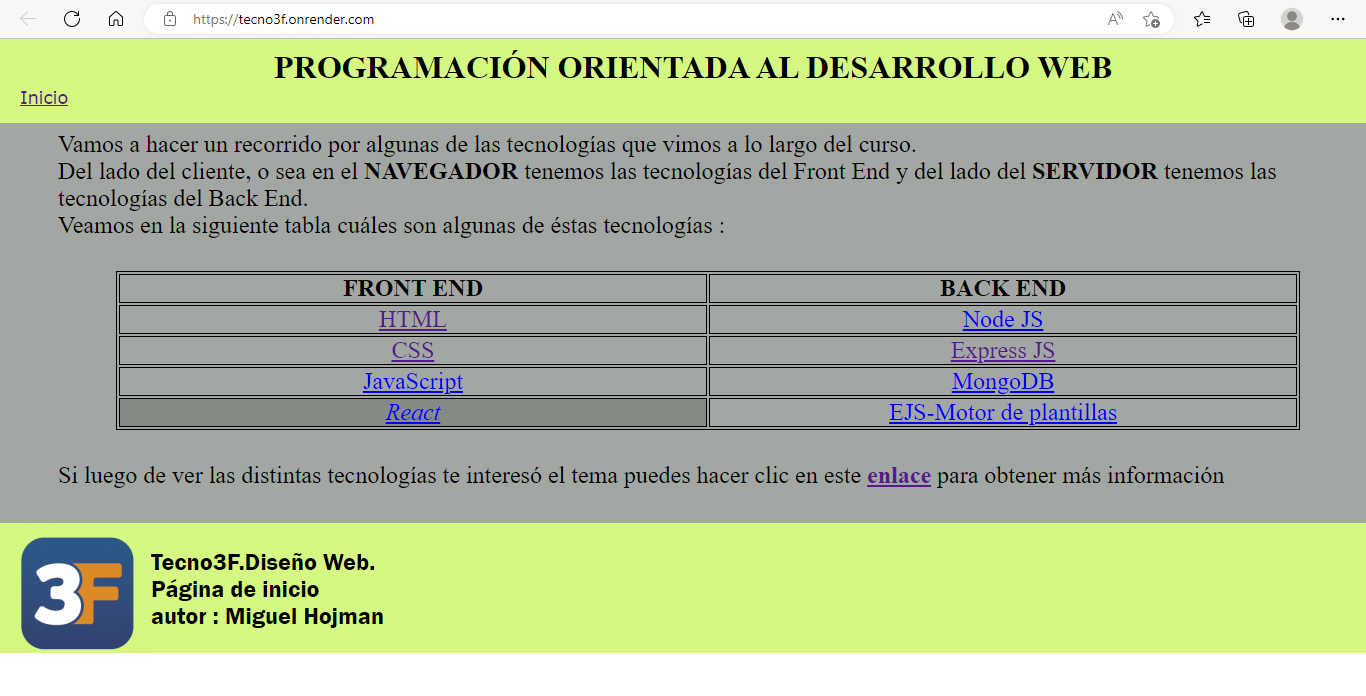 https://tecno3f.onrender.com
PROGRAMACIÓN ORIENTADA AL DESARROLLO WEB
Inicio
Vamos a hacer un recorrido por algunas de las tecnologías que vimos a lo largo del curso.
Del lado del cliente, o sea en el NAVEGADOR tenemos las tecnologías del Front End y del lado del SERVIDOR tenemos las
tecnologías del Back End.
Veamos en la siguiente tabla cuáles son algunas de éstas tecnologías :
FRONT END BACK END
HTML Node JS
CSS Express JS
JavaScript MongoDB
React EJS-Motor de plantillas
Si luego de ver las distintas tecnologías te interesó el tema puedes hacer clic en este enlace para obtener más información
3F
Tecno3F.Diseño Web.
Página de inicio
autor : Miguel Hojman